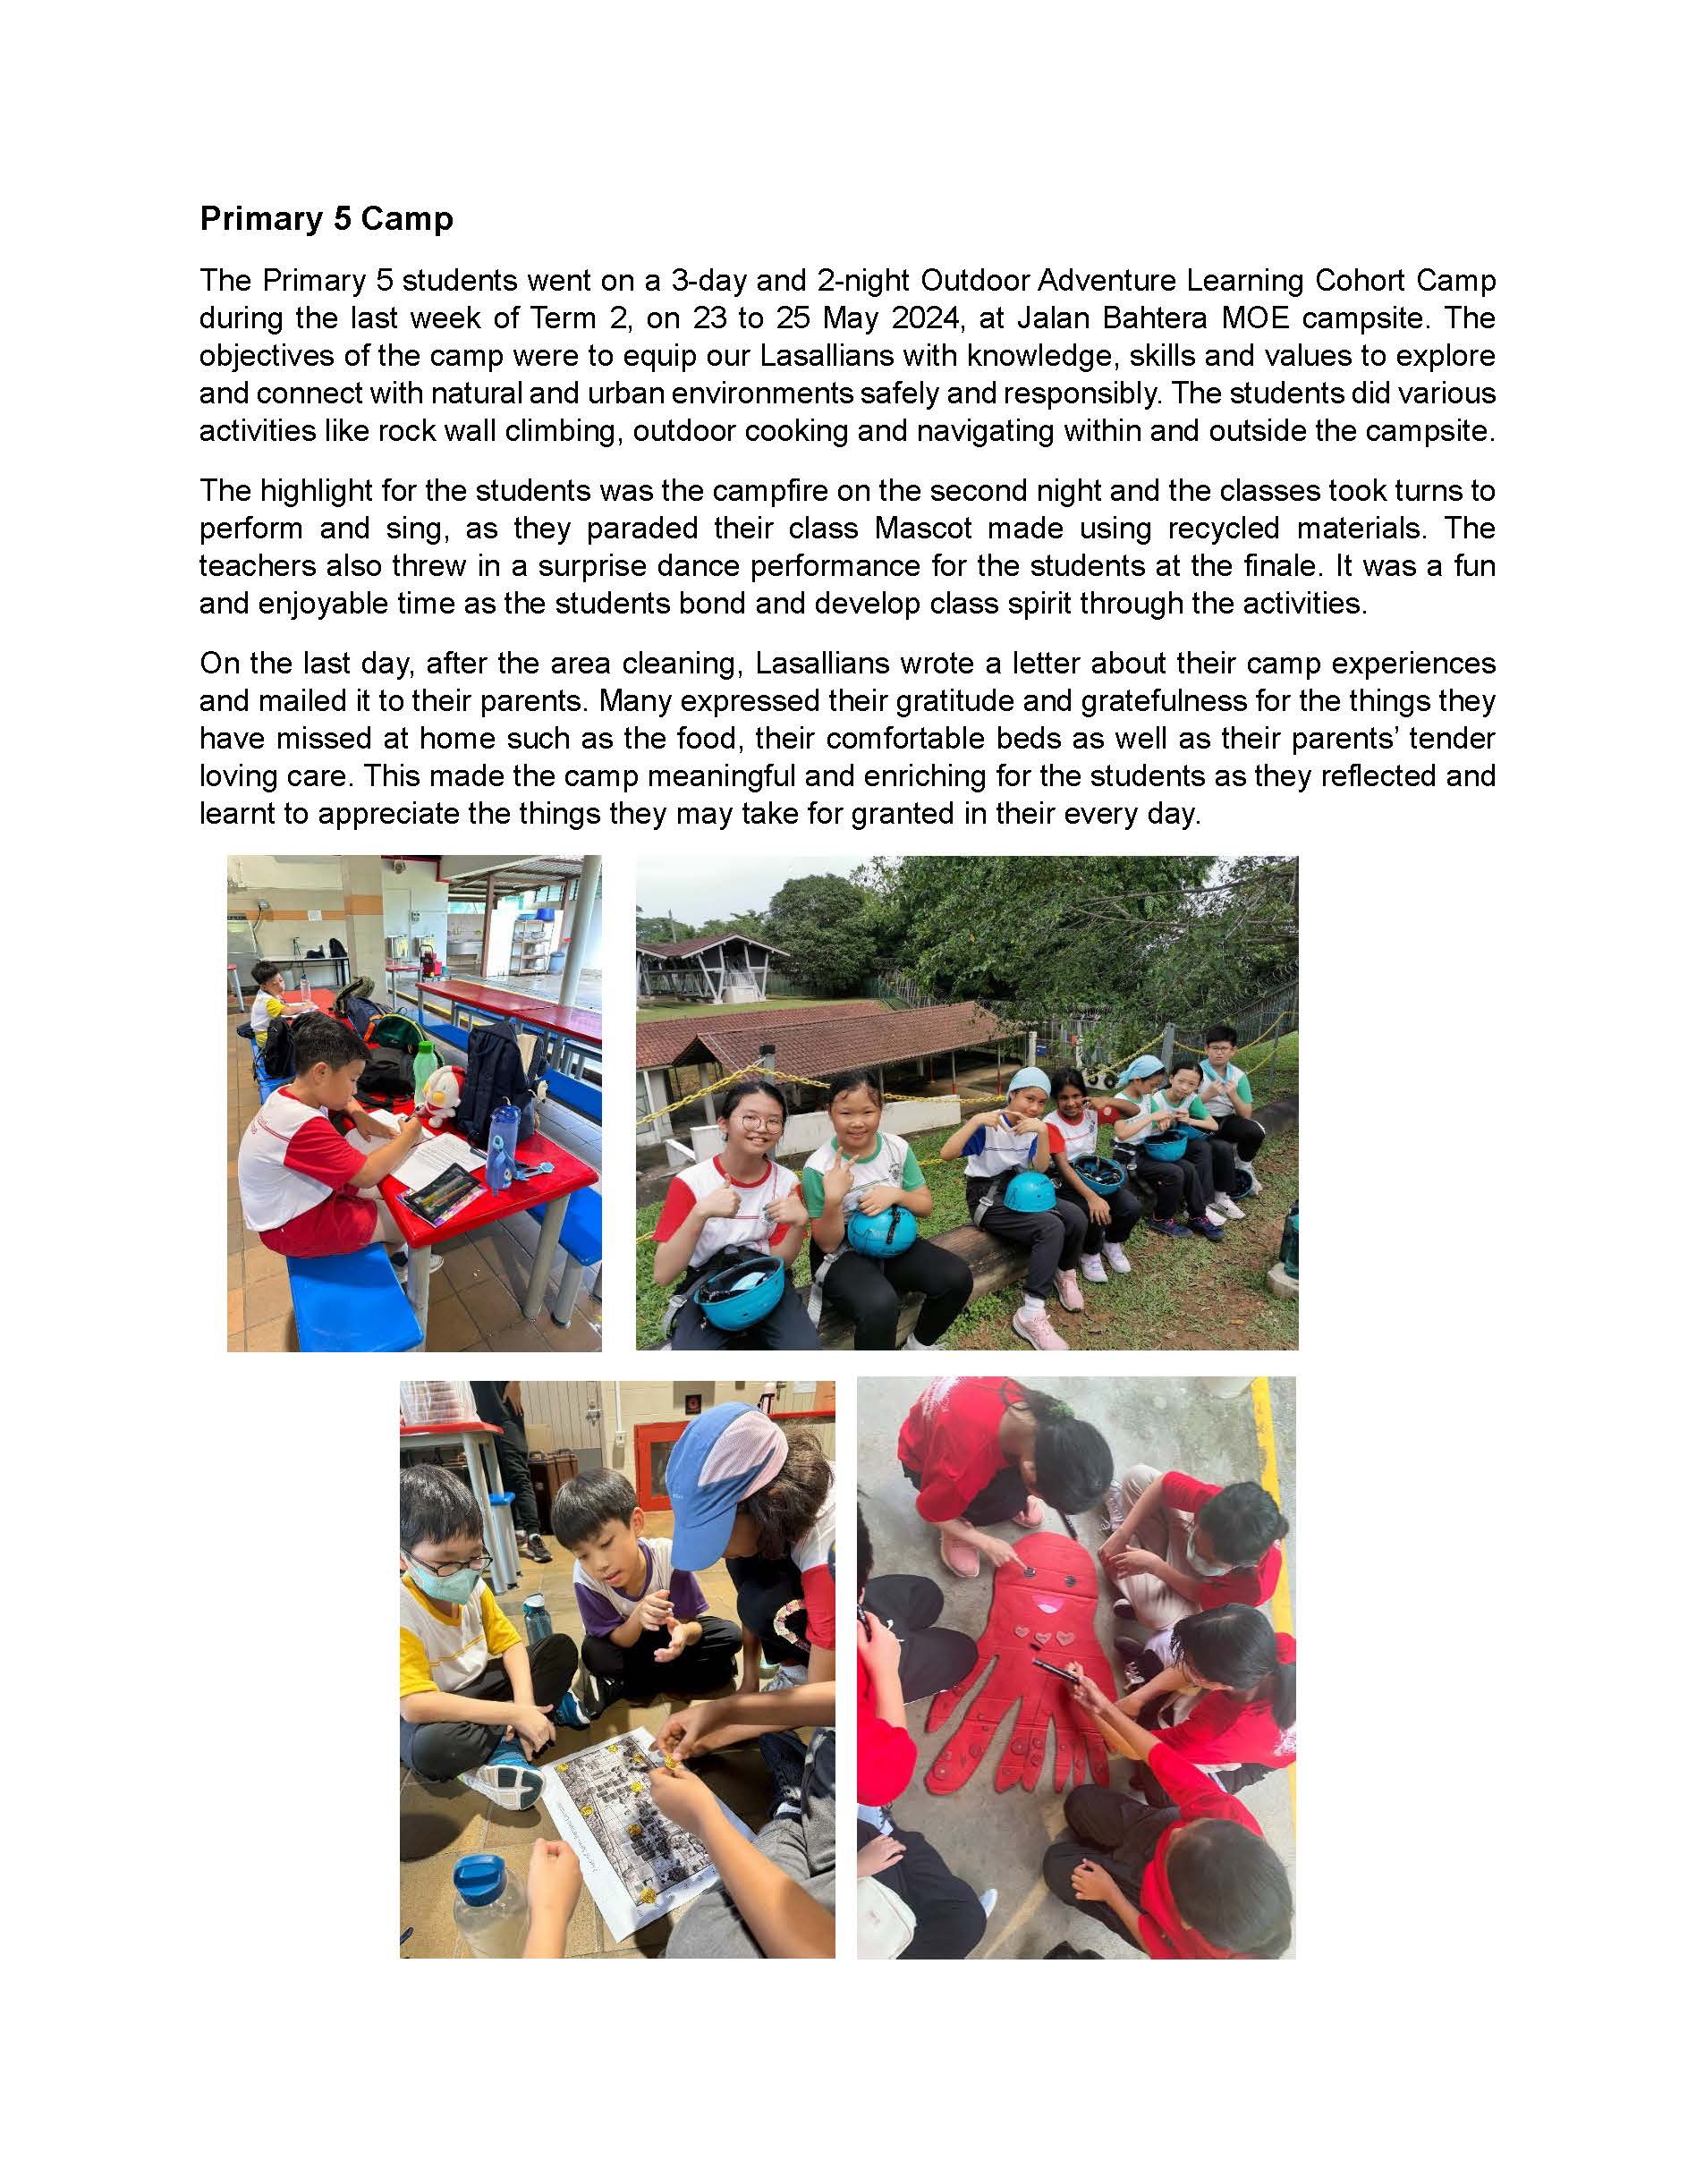 Primary 5 Camp
The Primary 5 students went on a 3-day and 2-night Outdoor Adventure Learning Cohort Camp
during the last week of Term 2, on 23 to 25 May 2024, at Jalan Bahtera MOE campsite. The
objectives of the camp were to equip our Lasallians with knowledge, skills and values to explore
and connect with natural and urban environments safely and responsibly. The students did various
activities like rock wall climbing, outdoor cooking and navigating within and outside the campsite.
The highlight for the students was the campfire on the second night and the classes took turns to
perform and sing, as they paraded their class Mascot made using recycled materials. The
teachers also threw in a surprise dance performance for the students at the finale. It was a fun
and enjoyable time as the students bond and develop class spirit through the activities.
On the last day, after the area cleaning, Lasallians wrote a letter about their camp experiences
and mailed it to their parents. Many expressed their gratitude and gratefulness for the things they
have missed at home such as the food, their comfortable beds as well as their parents’ tender
loving care. This made the camp meaningful and enriching for the students as they reflected and
learnt to appreciate the things they may take for granted in their every day.